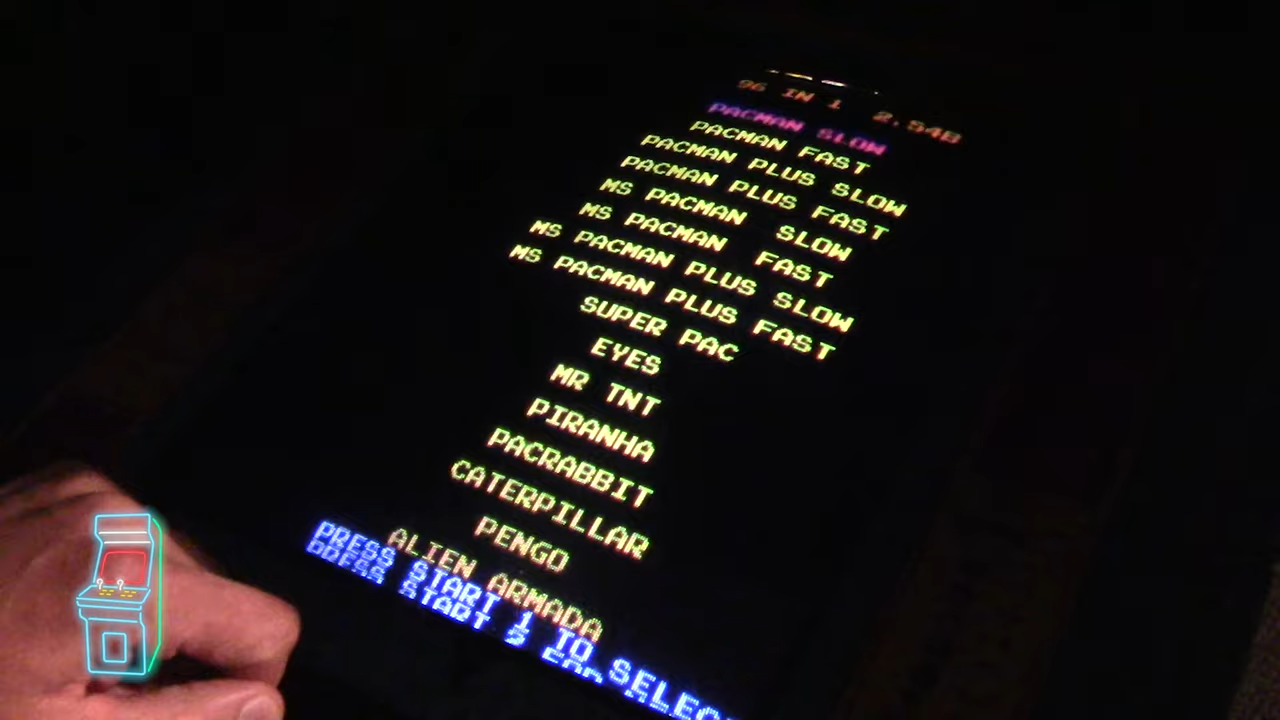 96 IN 1 2.54B
PACMAN SLOW
PACMAN FAST
PACMAN PLUS SLOW
PACMAN PLUS FAST
MS PACMAN SLOW
MS PACMAN FAST
MS PACMAN PLUS SLOW
MS PACMAN PLUS FAST
SUPER PAC
EYES
MR TNT
PIRANHA
PACRABBIT
CATERPILLAR
PENGO
ALIEN ARMADA
PRESS START 1 TO SELEC
PRESS START